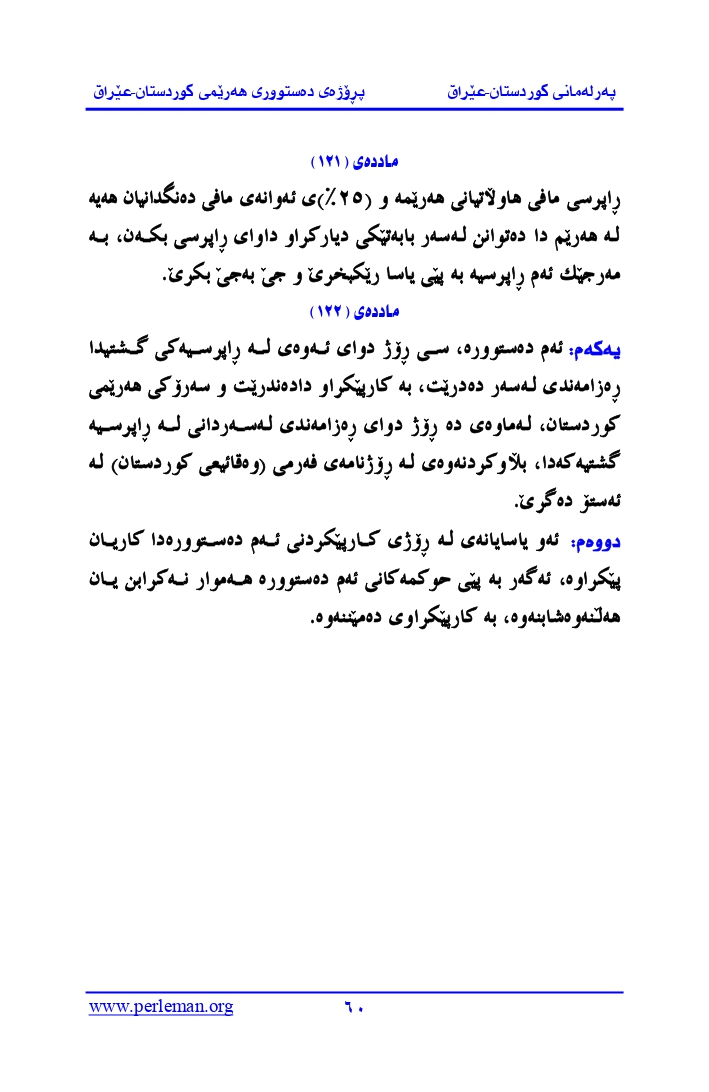 پەرلەمانی کوردستان-عێراق پڕۆژەی دەستووری هەرێمی کوردستان-عێراق
ماددەی (١٢١)
ڕاپرسی مافی هاوڵاتیانی هەرێمە و (٢٥٪)ی ئەوانەی مافی دەنگدانیان هەیە
لە هەرێم دا دەتوانن لەسەر بابەتێکی دیارکراو داوای ڕاپرسی بکەن، بە
مەرجێك ئەم ڕاپرسیە بە پێی یاسا رێکبخرێ و جێ بەجێ بکرێ.
ماددەی (١٢٢)
یەکەم: ئەم دەستوورە، سی ڕۆژ دوای ئەوەی لە ڕاپرسیەکی گشتیدا
ڕەزامەندی لەسەر دەدرێت، بە کارپێکراو دادەندرێت و سەرۆکی هەرێمی
کوردستان، لەماوەی دە ڕۆژ دوای ڕەزامەندی لەسەردانی لە ڕاپرسیە
گشتیەکەدا، بڵاوکردنەوەی لە ڕۆژنامەی فەرمی (وەقائیعی کوردستان) لە
ئەستۆ دەگرێ.
دووەم: ئەو یاسایانەی لە ڕۆژی کارپێکردنی ئەم دەستوورەدا کاریان
پێکراوە، ئەگەر بە پێی حوکمەکانی ئەم دەستوورە هەموار نەکرابن یان
هەڵنەوەشابنەوە، بە کارپێکراوی دەمێننەوە.
www.perleman.org ٦٠